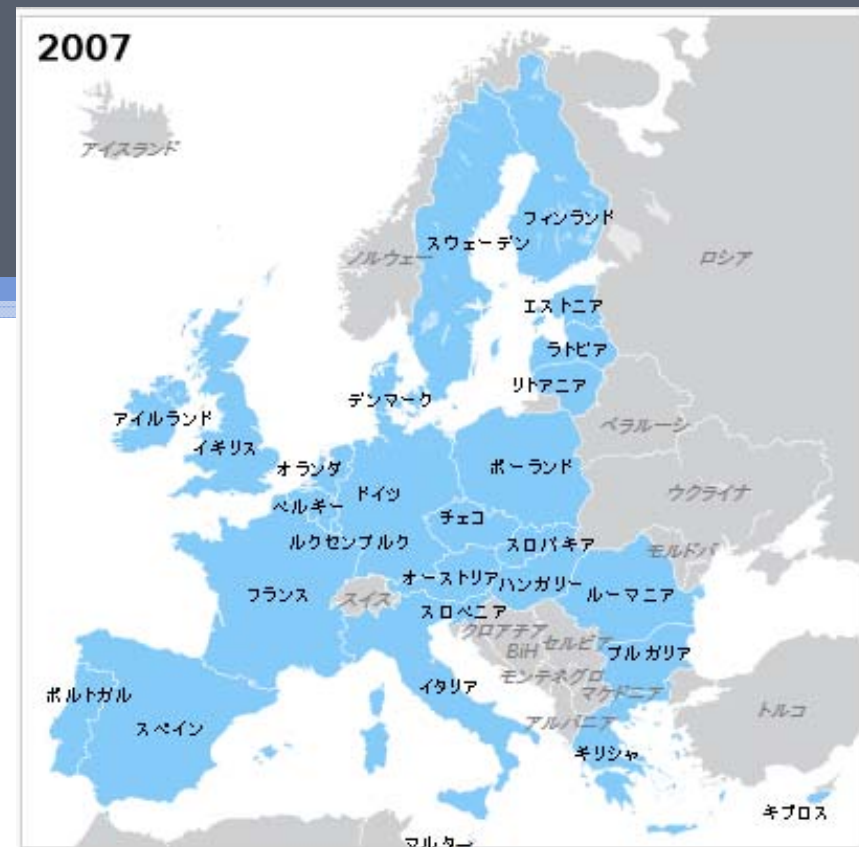 2007
アイスランド
フィンランド
スウェーデン
ノルウェー
ロシア
エストニア
ラトビア
リトアニア
デンマーク
アイルランド
ベラルーシ
イギリス
オランダ
ポーランド
ドイツ
ウクライナ
ベルギー
チェコ
ルクセンブルク
スロバキア
モルドバ
オーストリア
ハンガリー
フランス
スイス
ルーマニア
スロベニア
クロアチア
セルビア
BiH
ブルガリア
モンテネグロ
イタリア
マケドニア
ポルトガル
スペイン
アルバニア
トルコ
ギリシャ
キプロス
マルタ